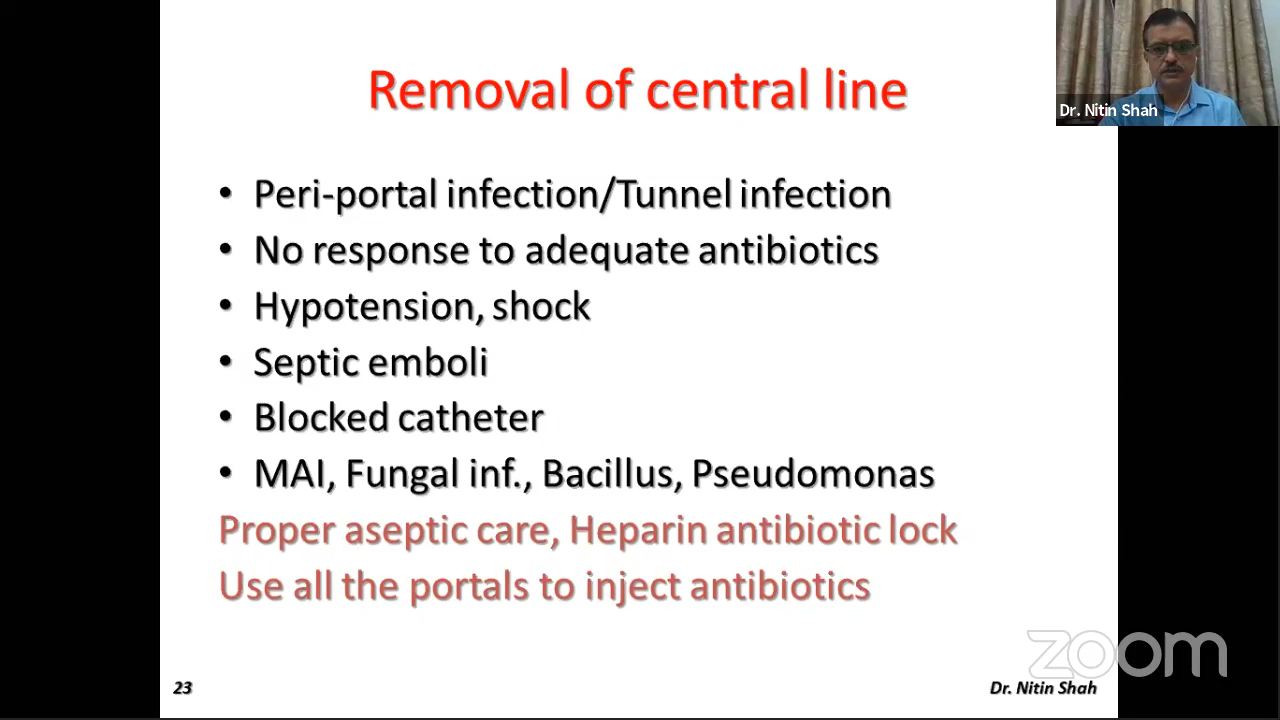 Removal of central line
Dr. Nitin Shah
• Peri-portal infection/Tunnel infection
• No response to adequate antibiotics
• Hypotension, shock
• Septic emboli
• Blocked catheter
• MAI, Fungal inf., Bacillus, Pseudomonas
Proper aseptic care, Heparin antibiotic lock
Use all the portals to inject antibiotics
zoom
23
Dr. Nitin Shah